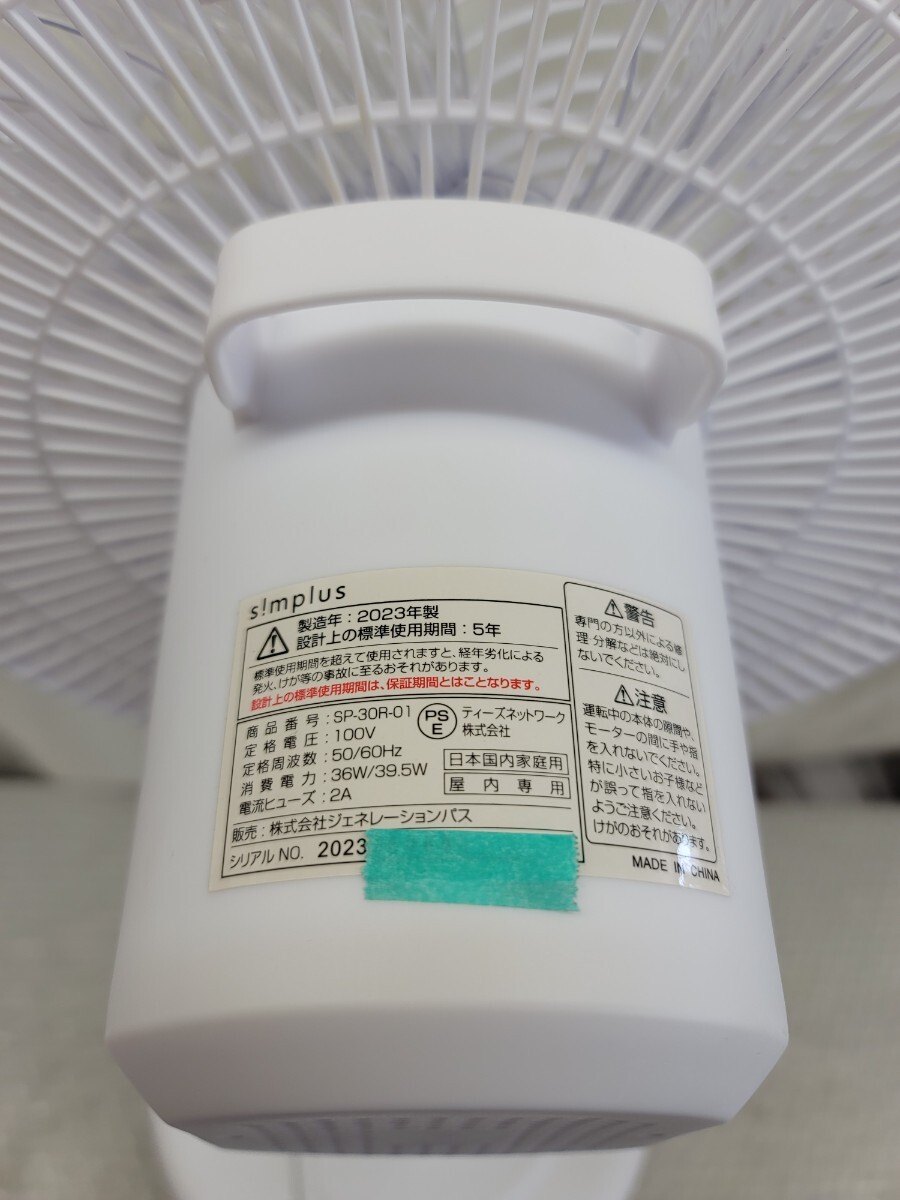 s!mplus
製造年：2023年製
設計上の標準使用期間：5年
標準使用期間を超えて使用されますと、経年劣化による
発火、けが等の事故に至るおそれがあります。
設計上の標準使用期間は、保証期間とはことなります。
商品番号：SP-30R-01
定格電圧：100V
定格周波数：50/60Hz
消費電力：36W/39.5W
電流ヒューズ：2A
PS
E
ティーズネットワーク
株式会社
日本国内家庭用
屋内専用
販売：株式会社ジェネレーションパス
シリアルNO. 2023
警告
専門の方以外による修
理・分解などは絶対にし
ないでください。
注意
運転中の本体の隙間や、
モーターの間に手や指
を入れないでください。
特に小さいお子様など
が誤って指を入れない
ようご注意ください。
けがのおそれがあります。
MADE IN CHINA